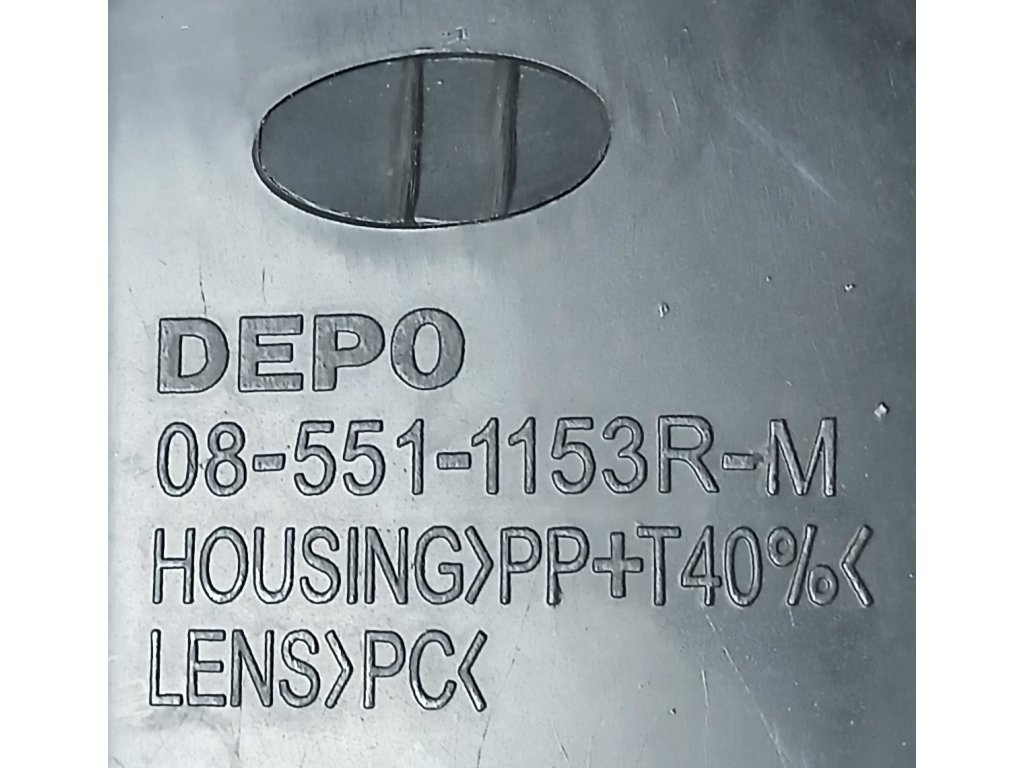 DEPO
08-551-1153R-M
HOUSING>PP+T40%<
LENS>PC<